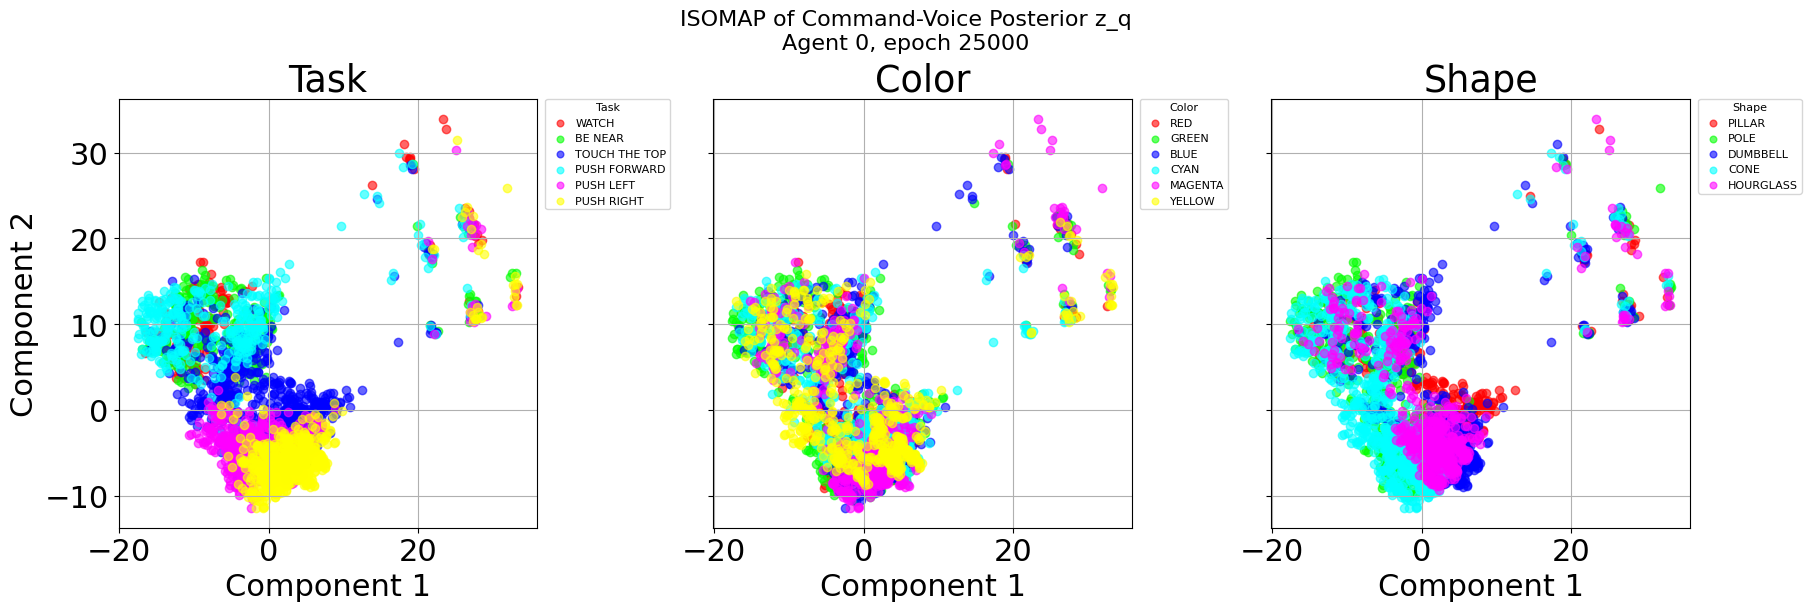 ISOMAP of Command-Voice Posterior z_q
Agent 0, epoch 25000
Task
Component 2
30
20
10
0
−10
−20
0
20
Component 1
Task
WATCH
BE NEAR
TOUCH THE TOP
PUSH FORWARD
PUSH LEFT
PUSH RIGHT
Color
−20
0
20
Component 1
Color
RED
GREEN
BLUE
CYAN
MAGENTA
YELLOW
Shape
−20
0
20
Component 1
Shape
PILLAR
POLE
DUMBBELL
CONE
HOURGLASS